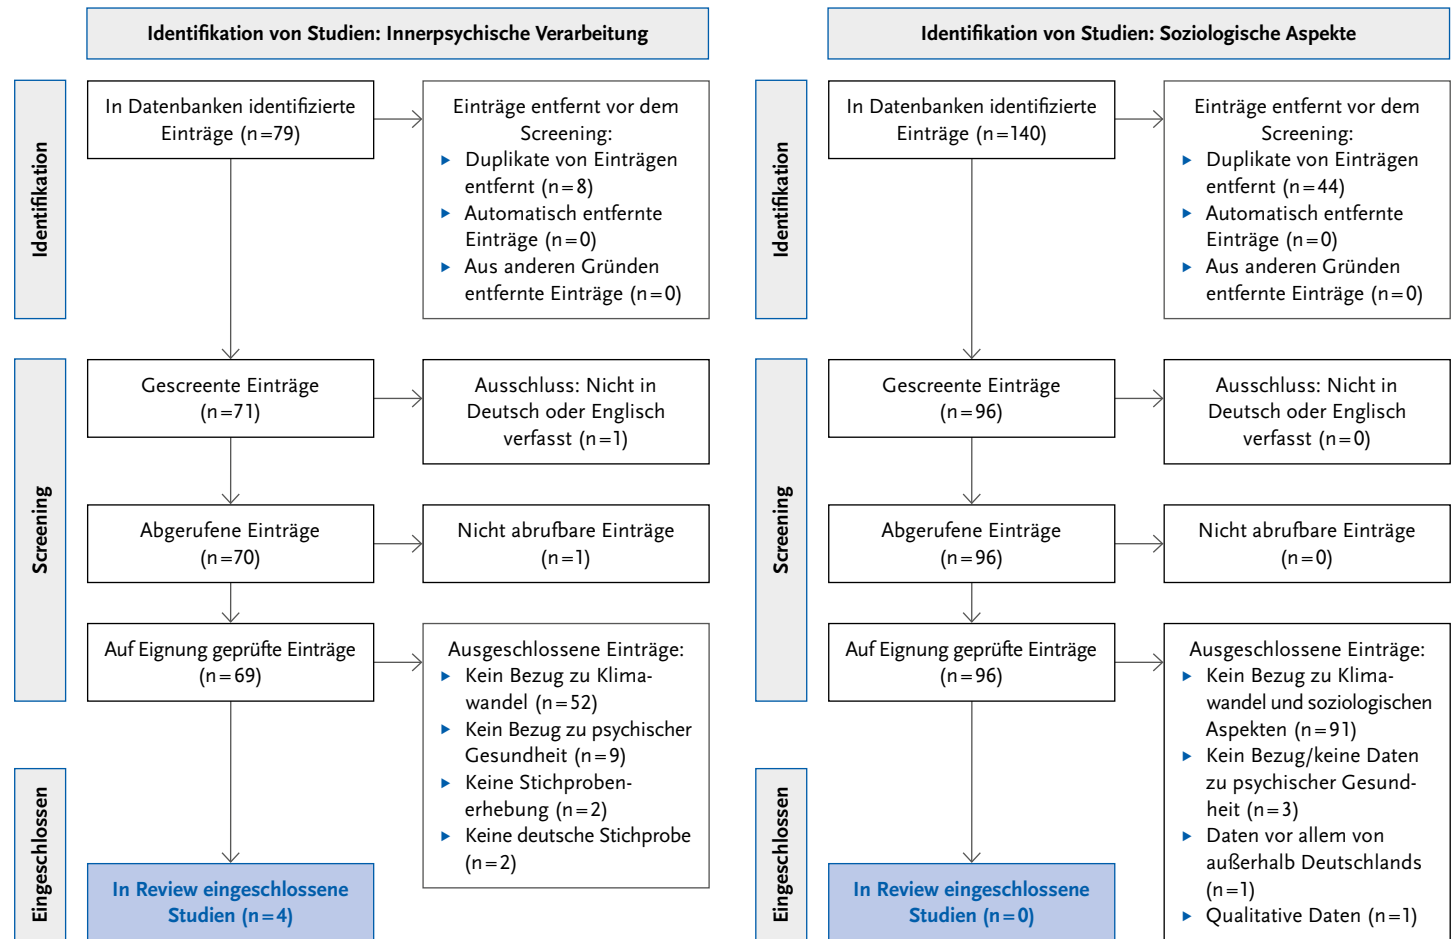 Identifikation von Studien: Innerpsychische Verarbeitung
Identifikation
In Datenbanken identifizierte
Einträge (n=79)
Einträge entfernt vor dem
Screening:
▸ Duplikate von Einträgen
entfernt (n=8)
▸ Automatisch entfernte
Einträge (n=0)
▸ Aus anderen Gründen
entfernte Einträge (n=0)
Screening
Gescreente Einträge
(n=71)
Ausschluss: Nicht in
Deutsch oder Englisch
verfasst (n=1)
Abgerufene Einträge
(n=70)
Nicht abrufbare Einträge
(n=1)
Auf Eignung geprüfte Einträge
(n=69)
Ausgeschlossene Einträge:
▸ Kein Bezug zu Klima-
wandel (n=52)
▸ Kein Bezug zu psychischer
Gesundheit (n=9)
▸ Keine Stichproben-
erhebung (n=2)
▸ Keine deutsche Stichprobe
(n=2)
Eingeschlossen
In Review eingeschlossene
Studien (n=4)
Identifikation von Studien: Soziologische Aspekte
Identifikation
In Datenbanken identifizierte
Einträge (n=140)
Einträge entfernt vor dem
Screening:
▸ Duplikate von Einträgen
entfernt (n=44)
▸ Automatisch entfernte
Einträge (n=0)
▸ Aus anderen Gründen
entfernte Einträge (n=0)
Screening
Gescreente Einträge
(n=96)
Ausschluss: Nicht in
Deutsch oder Englisch
verfasst (n=0)
Abgerufene Einträge
(n=96)
Nicht abrufbare Einträge
(n=0)
Auf Eignung geprüfte Einträge
(n=96)
Ausgeschlossene Einträge:
▸ Kein Bezug zu Klima-
wandel und soziologischen
Aspekten (n=91)
▸ Kein Bezug/keine Daten
zu psychischer Gesund-
heit (n=3)
▸ Daten vor allem von
außerhalb Deutschlands
(n=1)
▸ Qualitative Daten (n=1)
Eingeschlossen
In Review eingeschlossene
Studien (n=0)